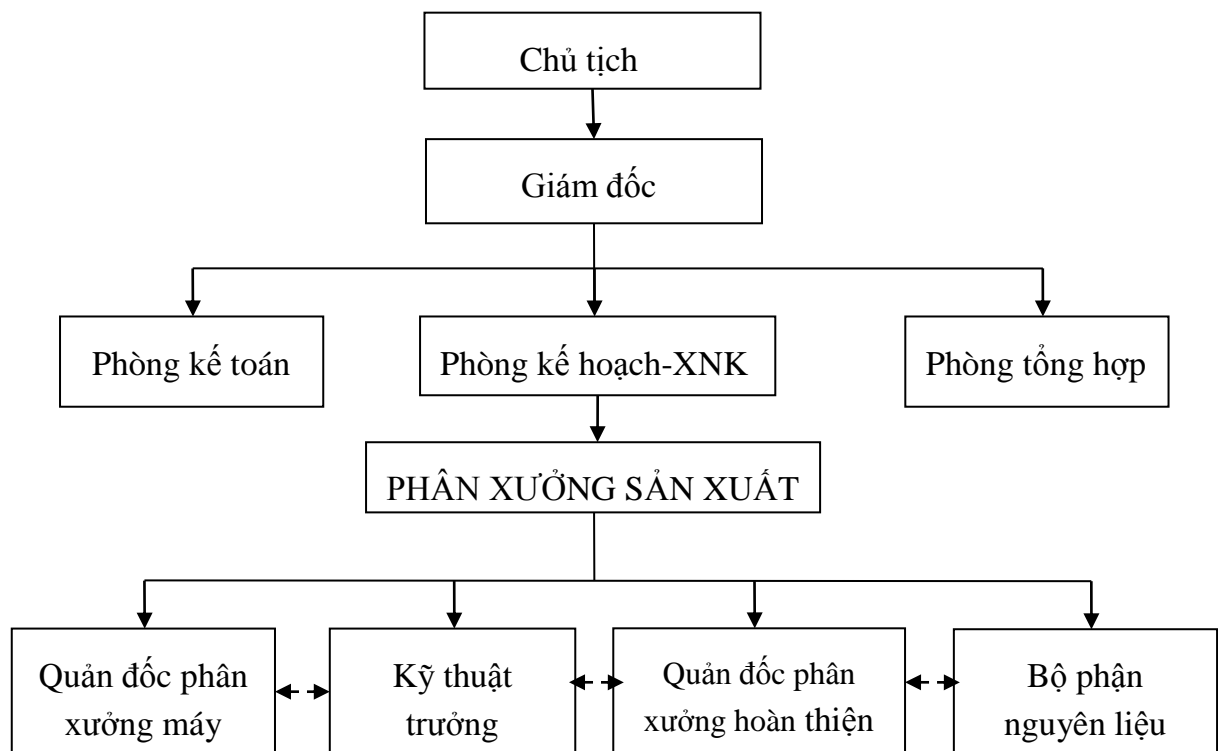 Chủ tịch
Giám đốc
Phòng kế toán
Phòng kế hoạch-XNK
Phòng tổng hợp
PHÂN XƯỞNG SẢN XUẤT
Quản đốc phân
xưởng máy
Kỹ thuật
trưởng
Quản đốc phân
xưởng hoàn thiện
Bộ phận
nguyên liệu